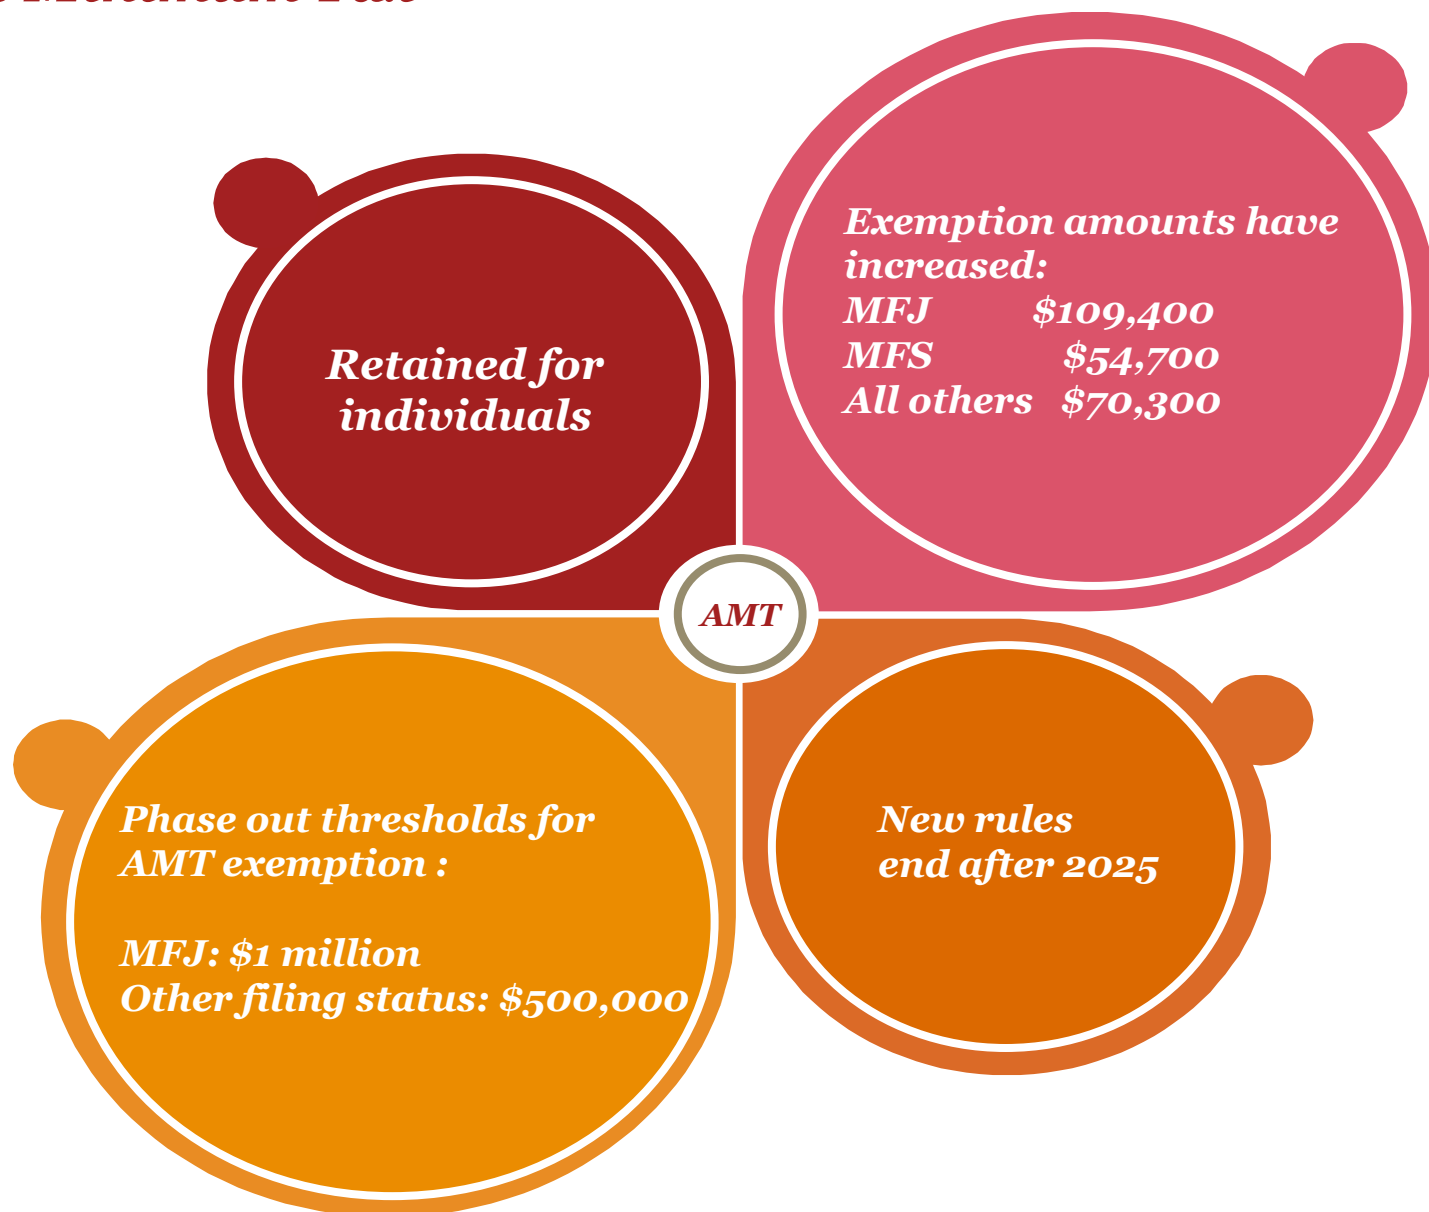 Retained for
individuals
Exemption amounts have
increased:
MFJ $109,400
MFS $54,700
All others $70,300
AMT
Phase out thresholds for
AMT exemption :
MFJ: $1 million
Other filing status: $500,000
New rules
end after 2025